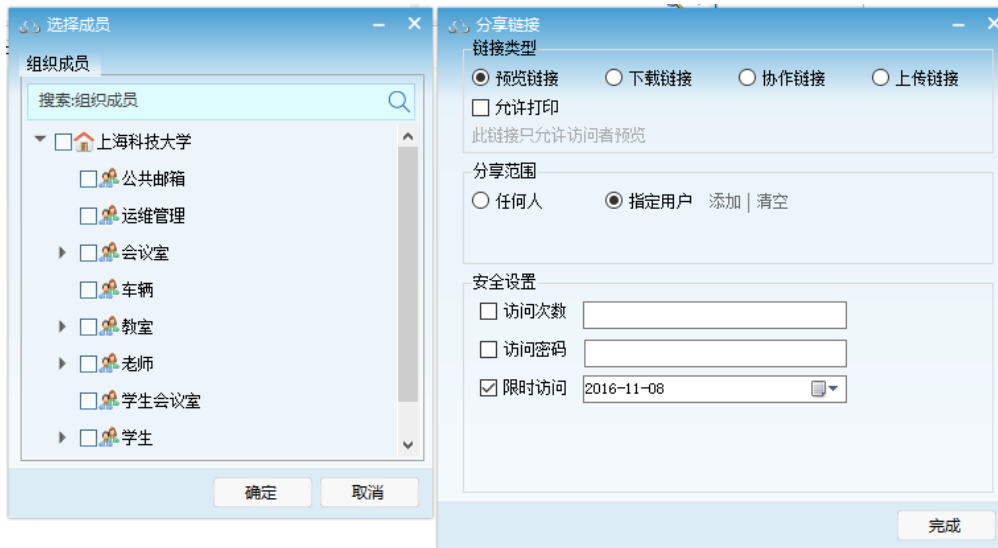 选择成员
组织成员
搜索:组织成员
上海科技大学
公共邮箱
运维管理
会议室
车辆
教室
老师
学生会议室
学生
确定 取消
分享链接
链接类型
预览链接 下载链接 协作链接 上传链接
允许打印
此链接只允许访问者预览
分享范围
任何人 指定用户 添加 | 清空
安全设置
访问次数
访问密码
限时访问 2016-11-08
完成